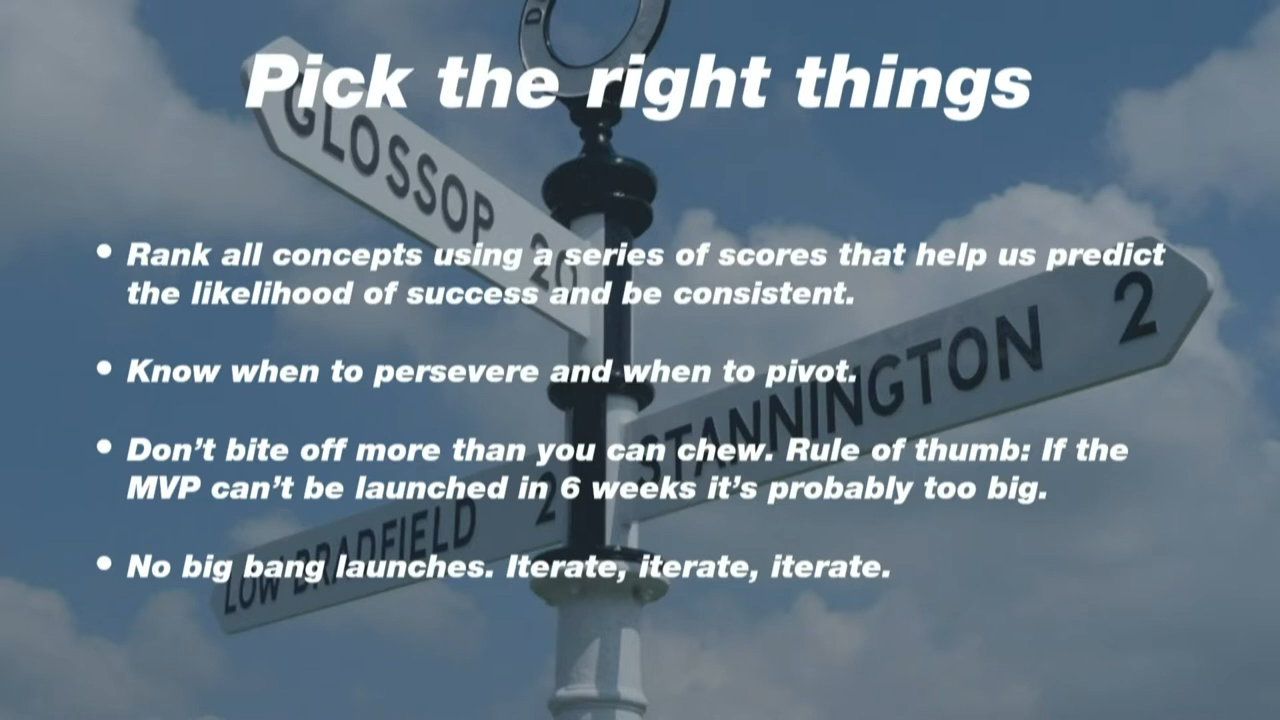 Pick the right things
GLOSSOP 20
• Rank all concepts using a series of scores that help us predict
the likelihood of success and be consistent.
STANNINGTON 2
• Know when to persevere and when to pivot.
• Don’t bite off more than you can chew. Rule of thumb: If the
MVP can’t be launched in 6 weeks it’s probably too big.
LOW BRADFIELD 2
• No big bang launches. Iterate, iterate, iterate.